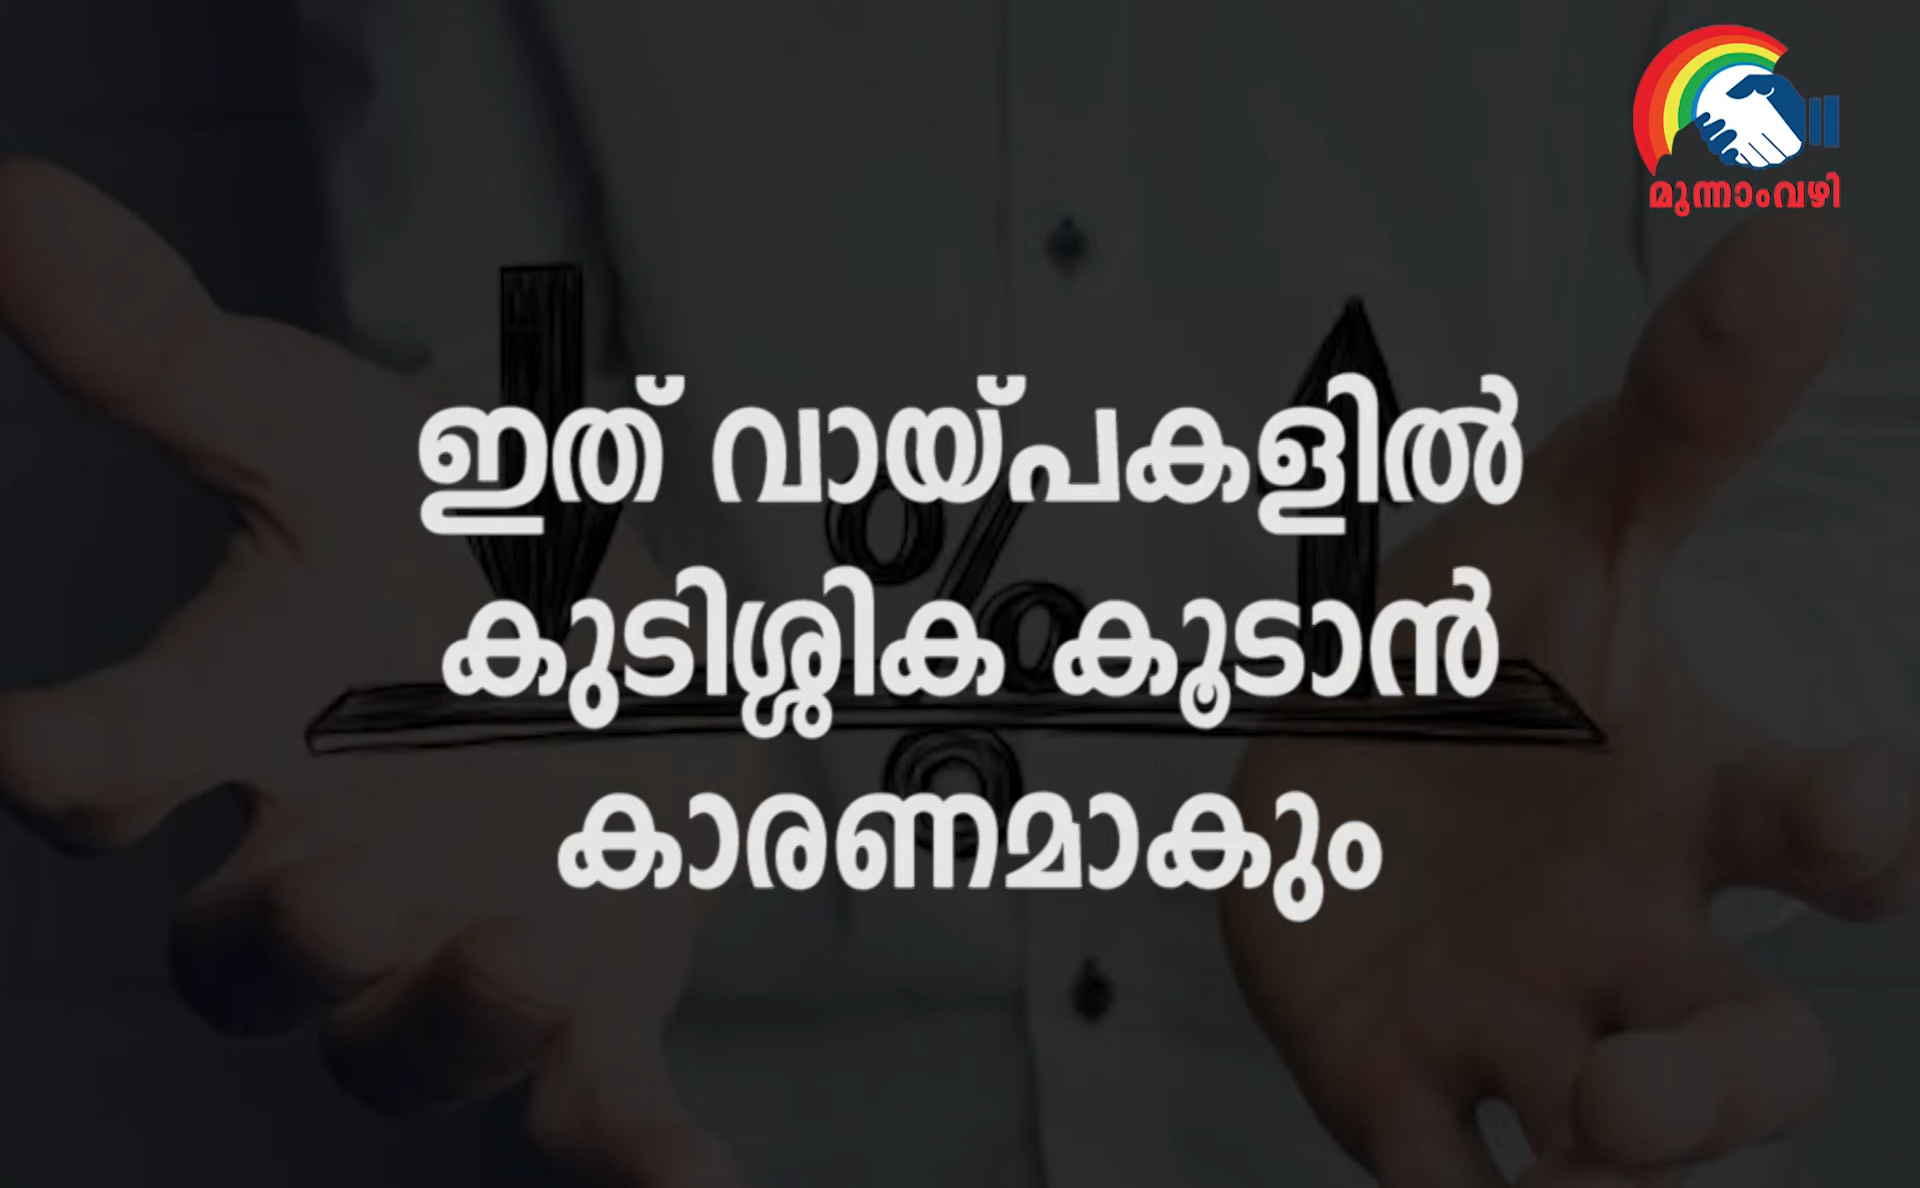 മൂന്നാംവഴി
ഇത് വായ്പകളിൽ
കുടിശ്ശിക കൂടാൻ
കാരണമാകും